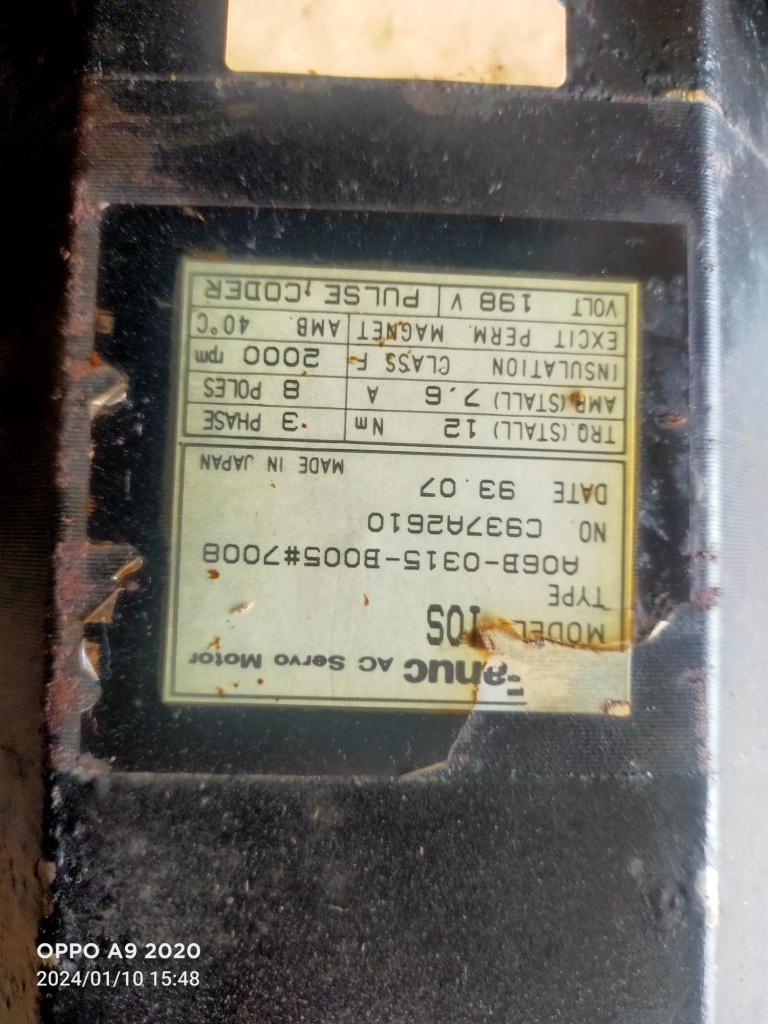 Fanuc AC Servo Motor
MODEL 10S
TYPE
A06B-0315-B005#7008
NO. C937A2610
DATE 93.07
MADE IN JAPAN
TRQ.(STALL) 12 Nm 3 PHASE
AMP.(STALL) 7.6 A 8 POLES
INSULATION CLASS F 2000 rpm
EXCIT PERM. MAGNET AMB. 40°C
VOLT 198 V PULSE CODER
OPPO A9 2020
2024/01/10 15:48